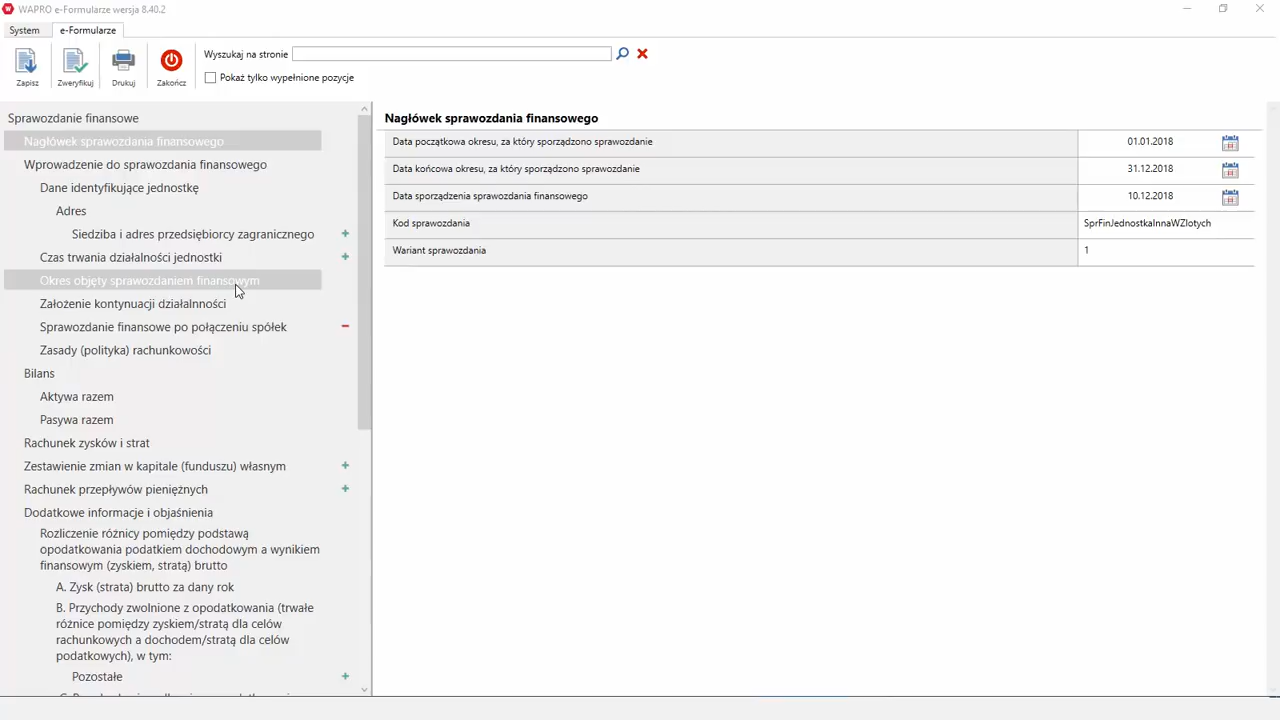 WAPRO e-Formularze wersja 8.40.2
System
e-Formularze
Zapisz
Zweryfikuj
Drukuj
Zakończ
Wyszukaj na stronie
Pokaż tylko wypełnione pozycje
Sprawozdanie finansowe
Nagłówek sprawozdania finansowego
Wprowadzenie do sprawozdania finansowego
Dane identyfikujące jednostkę
Adres
Siedziba i adres przedsiębiorcy zagranicznego
Czas trwania działalności jednostki
Okres objęty sprawozdaniem finansowym
Założenie kontynuacji działalnności
Sprawozdanie finansowe po połączeniu spółek
Zasady (polityka) rachunkowości
Bilans
Aktywa razem
Pasywa razem
Rachunek zysków i strat
Zestawienie zmian w kapitale (funduszu) własnym
Rachunek przepływów pieniężnych
Dodatkowe informacje i objaśnienia
Rozliczenie różnicy pomiędzy podstawą
opodatkowania podatkiem dochodowym a wynikiem
finansowym (zyskiem, stratą) brutto
A. Zysk (strata) brutto za dany rok
B. Przychody zwolnione z opodatkowania (trwałe
różnice pomiędzy zyskiem/stratą dla celów
rachunkowych a dochodem/stratą dla celów
podatkowych), w tym:
Pozostałe
Nagłówek sprawozdania finansowego
Data początkowa okresu, za który sporządzono sprawozdanie 01.01.2018
Data końcowa okresu, za który sporządzono sprawozdanie 31.12.2018
Data sporządzenia sprawozdania finansowego 10.12.2018
Kod sprawozdania SprFinJednostkaInnaWZlotych
Wariant sprawozdania 1